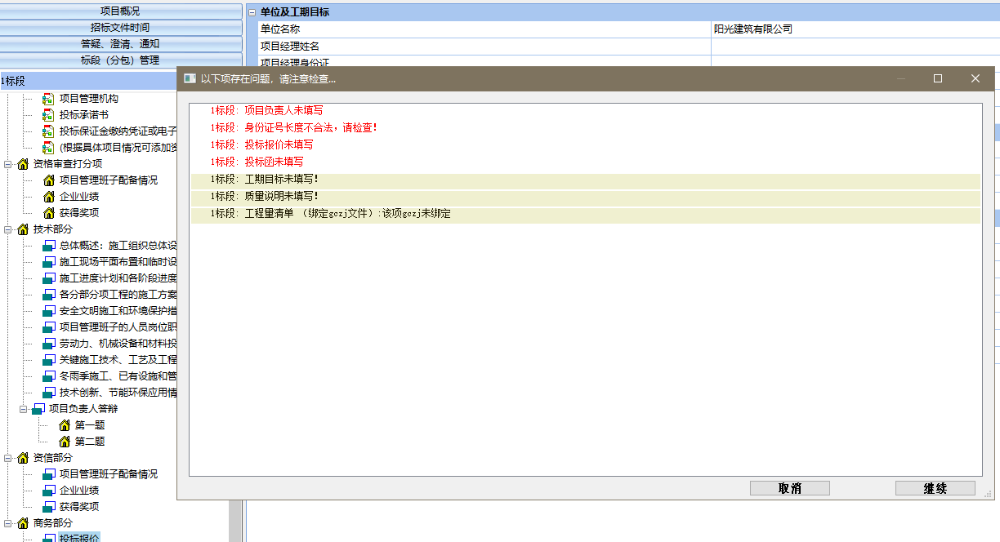 项目概况
招标文件时间
答疑、澄清、通知
标段（分包）管理
1标段
项目管理机构
投标承诺书
投标保证金缴纳凭证或电子
(根据具体项目情况可添加资
资格审查打分项
项目管理班子配备情况
企业业绩
获得奖项
技术部分
总体概述：施工组织总体设
施工现场平面布置和临时设
施工进度计划和各阶段进度
各分部分项工程的施工方案
安全文明施工和环境保护措
项目管理班子的人员岗位职
劳动力、机械设备和材料投
关键施工技术、工艺及工程
冬雨季施工、已有设施和管
技术创新、节能环保应用情
项目负责人答辩
第一题
第二题
资信部分
项目管理班子配备情况
企业业绩
获得奖项
商务部分
投标报价
单位及工期目标
单位名称 阳光建筑有限公司
项目经理姓名
项目经理身份证
以下项存在问题，请注意检查...
1标段：项目负责人未填写
1标段：身份证号长度不合法，请检查！
1标段：投标报价未填写
1标段：投标函未填写
1标段：工期目标未填写！
1标段：质量说明未填写！
1标段：工程量清单 （绑定gczj文件）:该项gczj未绑定
取消
继续